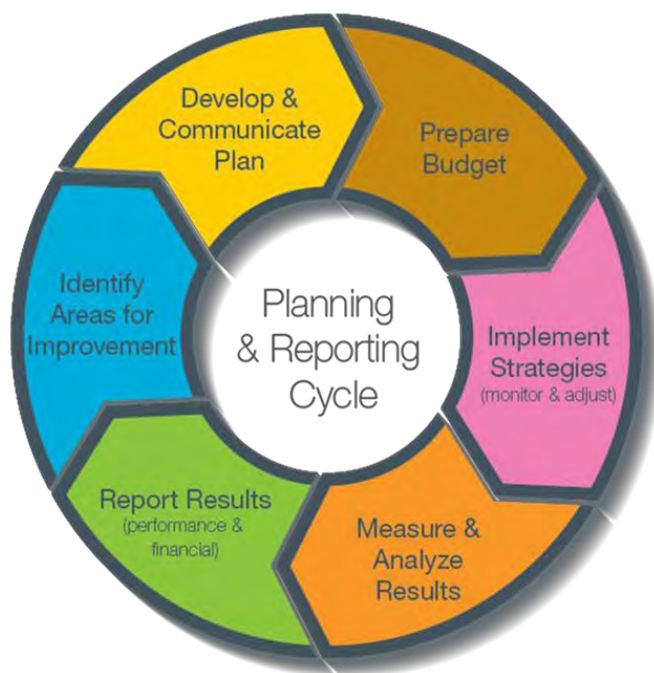 Develop &
Communicate
Plan
Prepare
Budget
Implement
Strategies
(monitor & adjust)
Measure &
Analyze
Results
Report Results
(performance &
financial)
Identify
Areas for
Improvement
Planning
& Reporting
Cycle